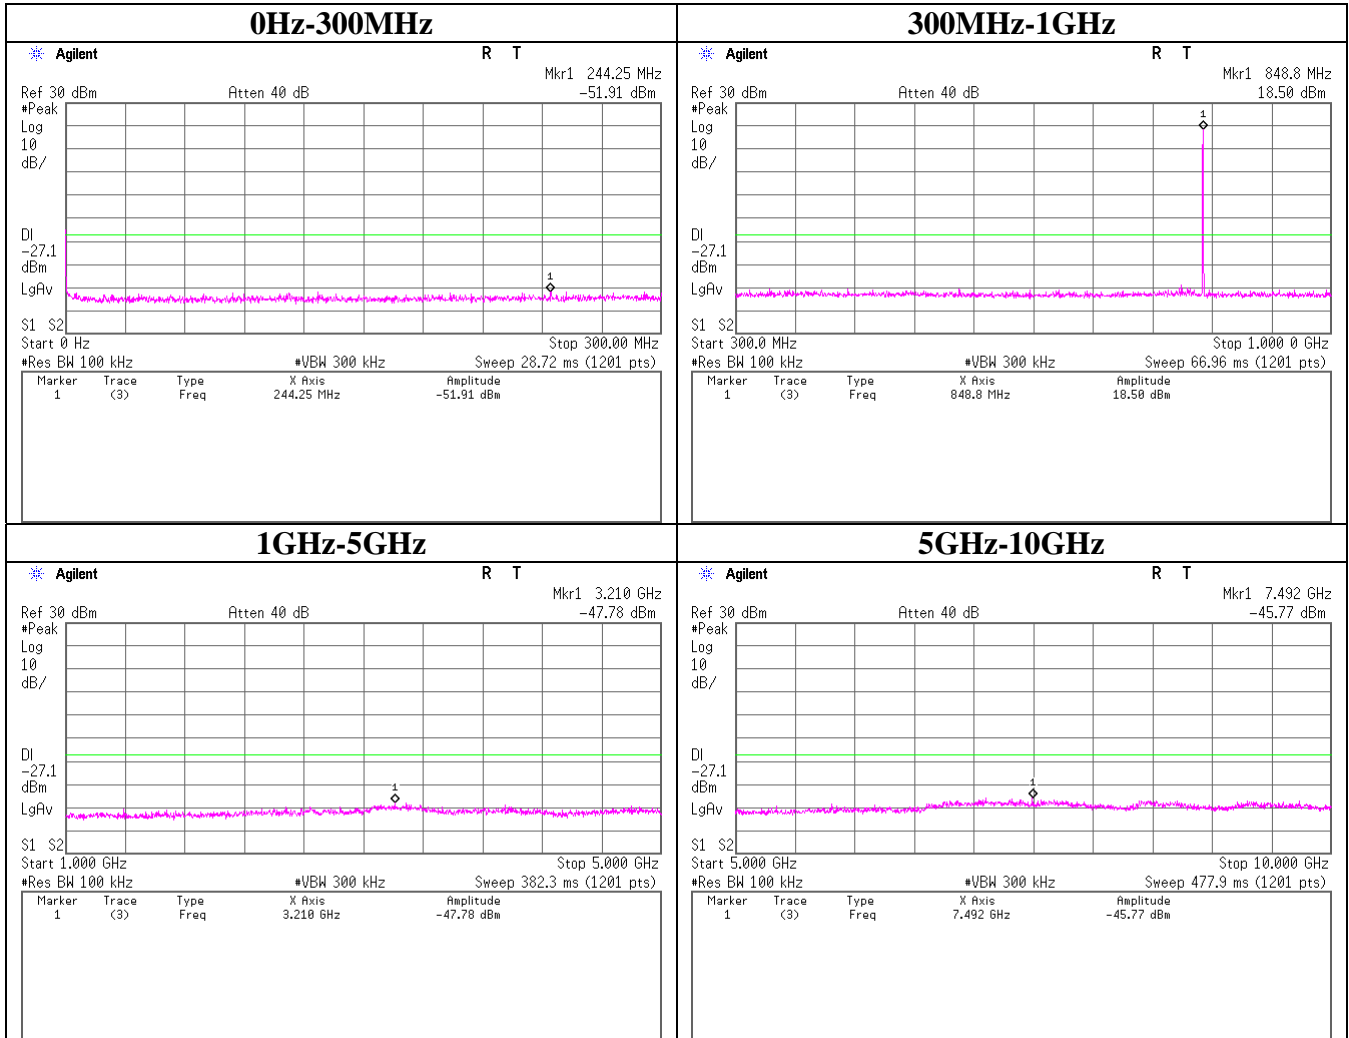 0Hz-300MHz
Agilent R T
Mkr1 244.25 MHz
Ref 30 dBm Atten 40 dB -51.91 dBm
#Peak
Log
10
dB/
1
DI
-27.1
dBm
LgAv
S1 S2
Start 0 Hz Stop 300.00 MHz
#Res BW 100 kHz #VBW 300 kHz Sweep 28.72 ms (1201 pts)
Marker Trace Type X Axis Amplitude
1 (3) Freq 244.25 MHz -51.91 dBm
300MHz-1GHz
Agilent R T
Mkr1 848.8 MHz
Ref 30 dBm Atten 40 dB 18.50 dBm
#Peak
Log
10
dB/
1
DI
-27.1
dBm
LgAv
S1 S2
Start 300.0 MHz Stop 1.000 0 GHz
#Res BW 100 kHz #VBW 300 kHz Sweep 66.96 ms (1201 pts)
Marker Trace Type X Axis Amplitude
1 (3) Freq 848.8 MHz 18.50 dBm
1GHz-5GHz
Agilent R T
Mkr1 3.210 GHz
Ref 30 dBm Atten 40 dB -47.78 dBm
#Peak
Log
10
dB/
1
DI
-27.1
dBm
LgAv
S1 S2
Start 1.000 GHz Stop 5.000 GHz
#Res BW 100 kHz #VBW 300 kHz Sweep 382.3 ms (1201 pts)
Marker Trace Type X Axis Amplitude
1 (3) Freq 3.210 GHz -47.78 dBm
5GHz-10GHz
Agilent R T
Mkr1 7.492 GHz
Ref 30 dBm Atten 40 dB -45.77 dBm
#Peak
Log
10
dB/
1
DI
-27.1
dBm
LgAv
S1 S2
Start 5.000 GHz Stop 10.000 GHz
#Res BW 100 kHz #VBW 300 kHz Sweep 477.9 ms (1201 pts)
Marker Trace Type X Axis Amplitude
1 (3) Freq 7.492 GHz -45.77 dBm